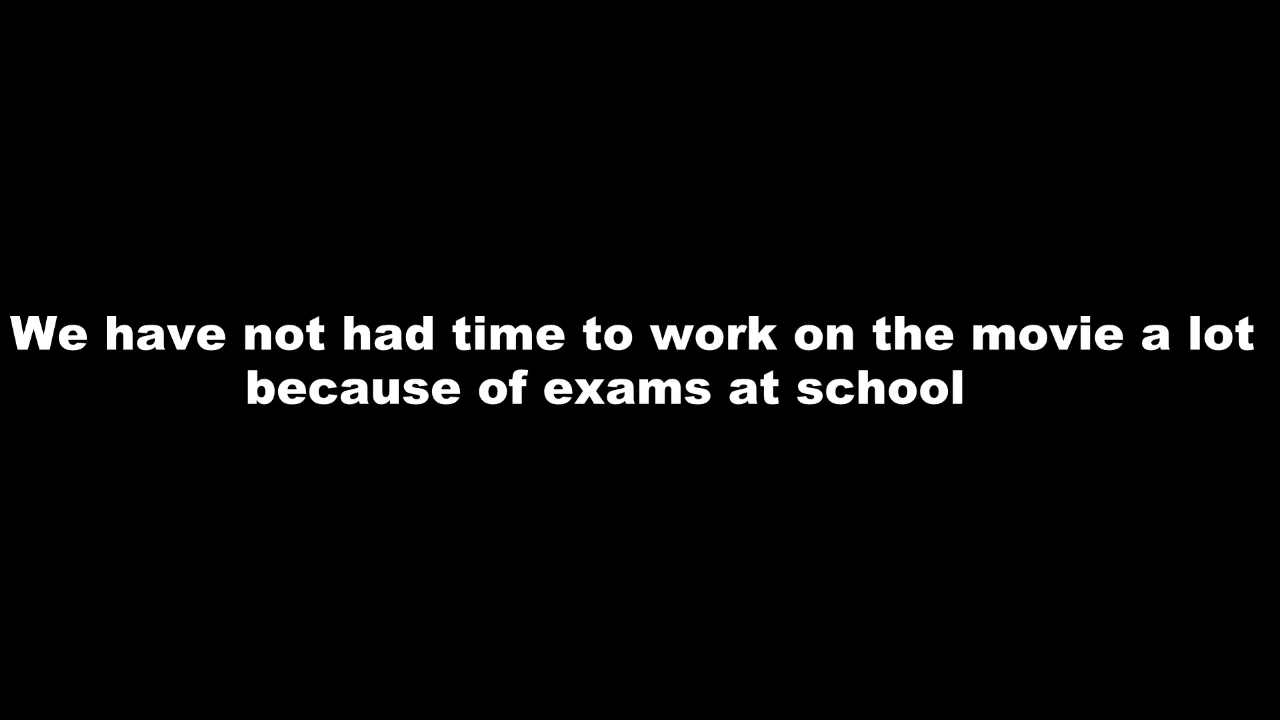 We have not had time to work on the movie a lot
because of exams at school